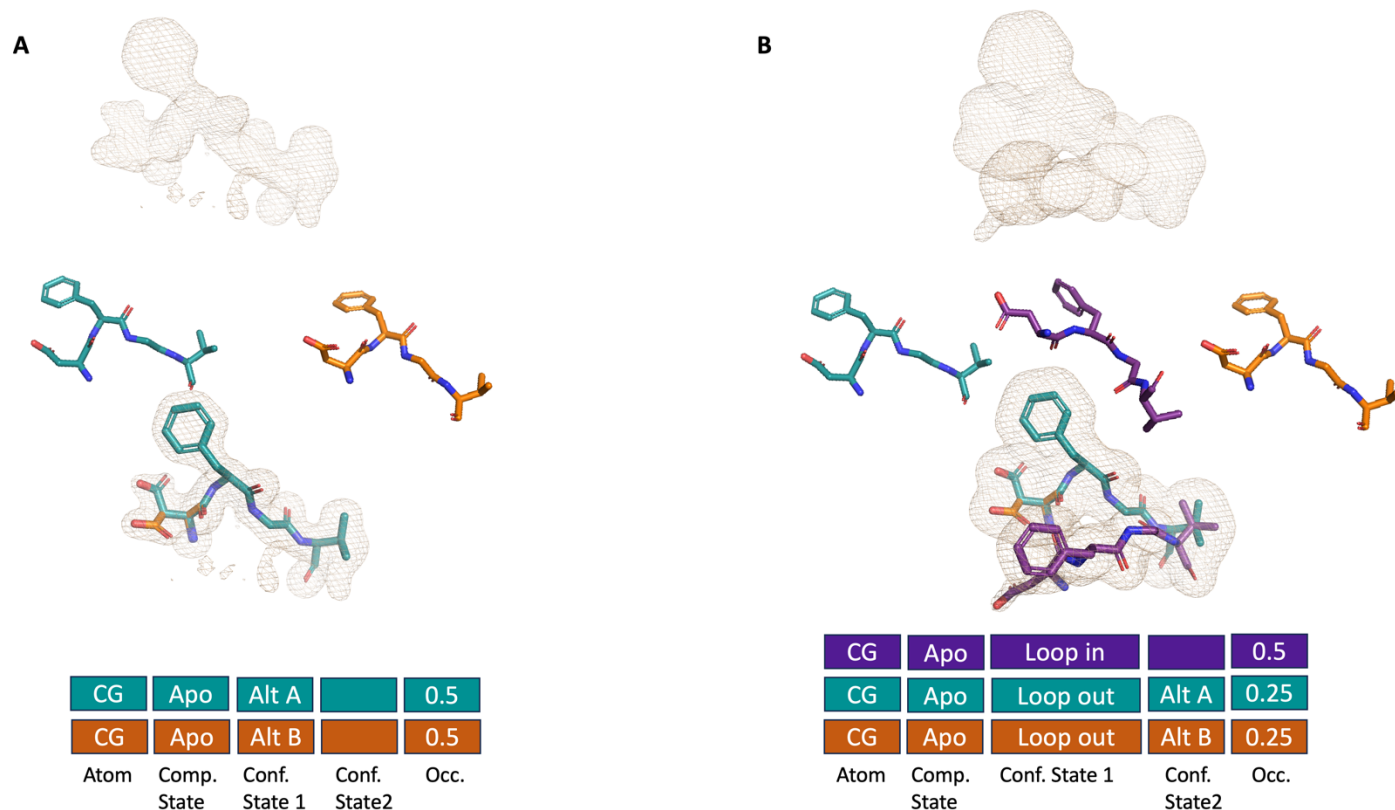 A
B
CG Apo Alt A 0.5
CG Apo Alt B 0.5
Atom Comp. State Conf. State 1 Conf. State2 Occ.
CG Apo Loop in 0.5
CG Apo Loop out Alt A 0.25
CG Apo Loop out Alt B 0.25
Atom Comp. State Conf. State 1 Conf. State2 Occ.